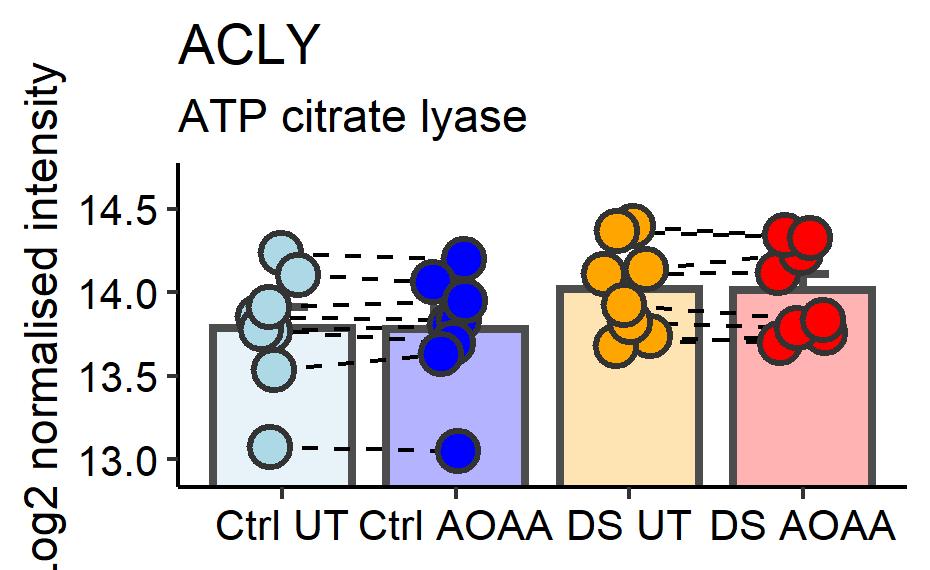 ACLY
ATP citrate lyase
Log2 normalised intensity
14.5
14.0
13.5
13.0
Ctrl UT
Ctrl AOAA
DS UT
DS AOAA